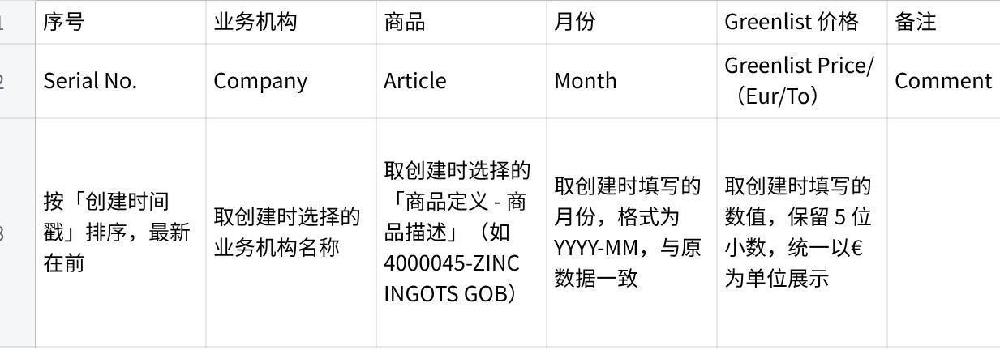 序号 业务机构 商品 月份 Greenlist 价格 备注
Serial No. Company Article Month Greenlist Price/
（Eur/To） Comment
按「创建时间
戳」排序，最新
在前
取创建时选择的
业务机构名称
取创建时选择的
「商品定义 - 商
品描述」（如
4000045-ZINC
INGOTS GOB）
取创建时填写的
月份，格式为
YYYY-MM，与原
数据一致
取创建时填写的
数值，保留 5 位
小数，统一以€
为单位展示